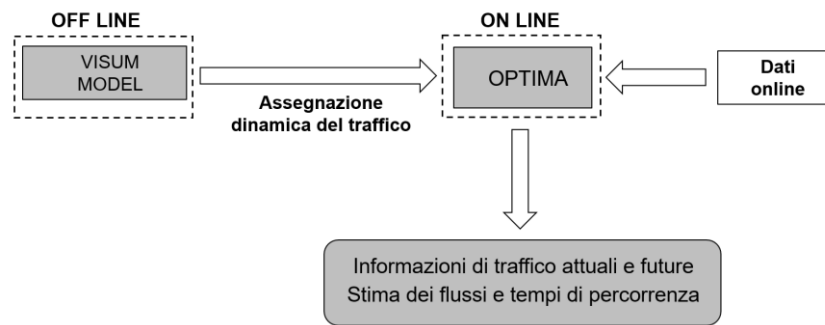 OFF LINE
ON LINE
VISUM
MODEL
Assegnazione
dinamica del traffico
OPTIMA
Dati
online
Informazioni di traffico attuali e future
Stima dei flussi e tempi di percorrenza